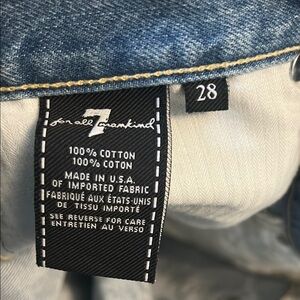 28
7
for all mankind
100% COTTON
100% COTON
MADE IN U.S.A.
OF IMPORTED FABRIC
FABRIQUÉ AUX ÉTATS-UNIS
DE TISSU IMPORTÉ
SEE REVERSE FOR CARE
ENTRETIEN AU VERSO